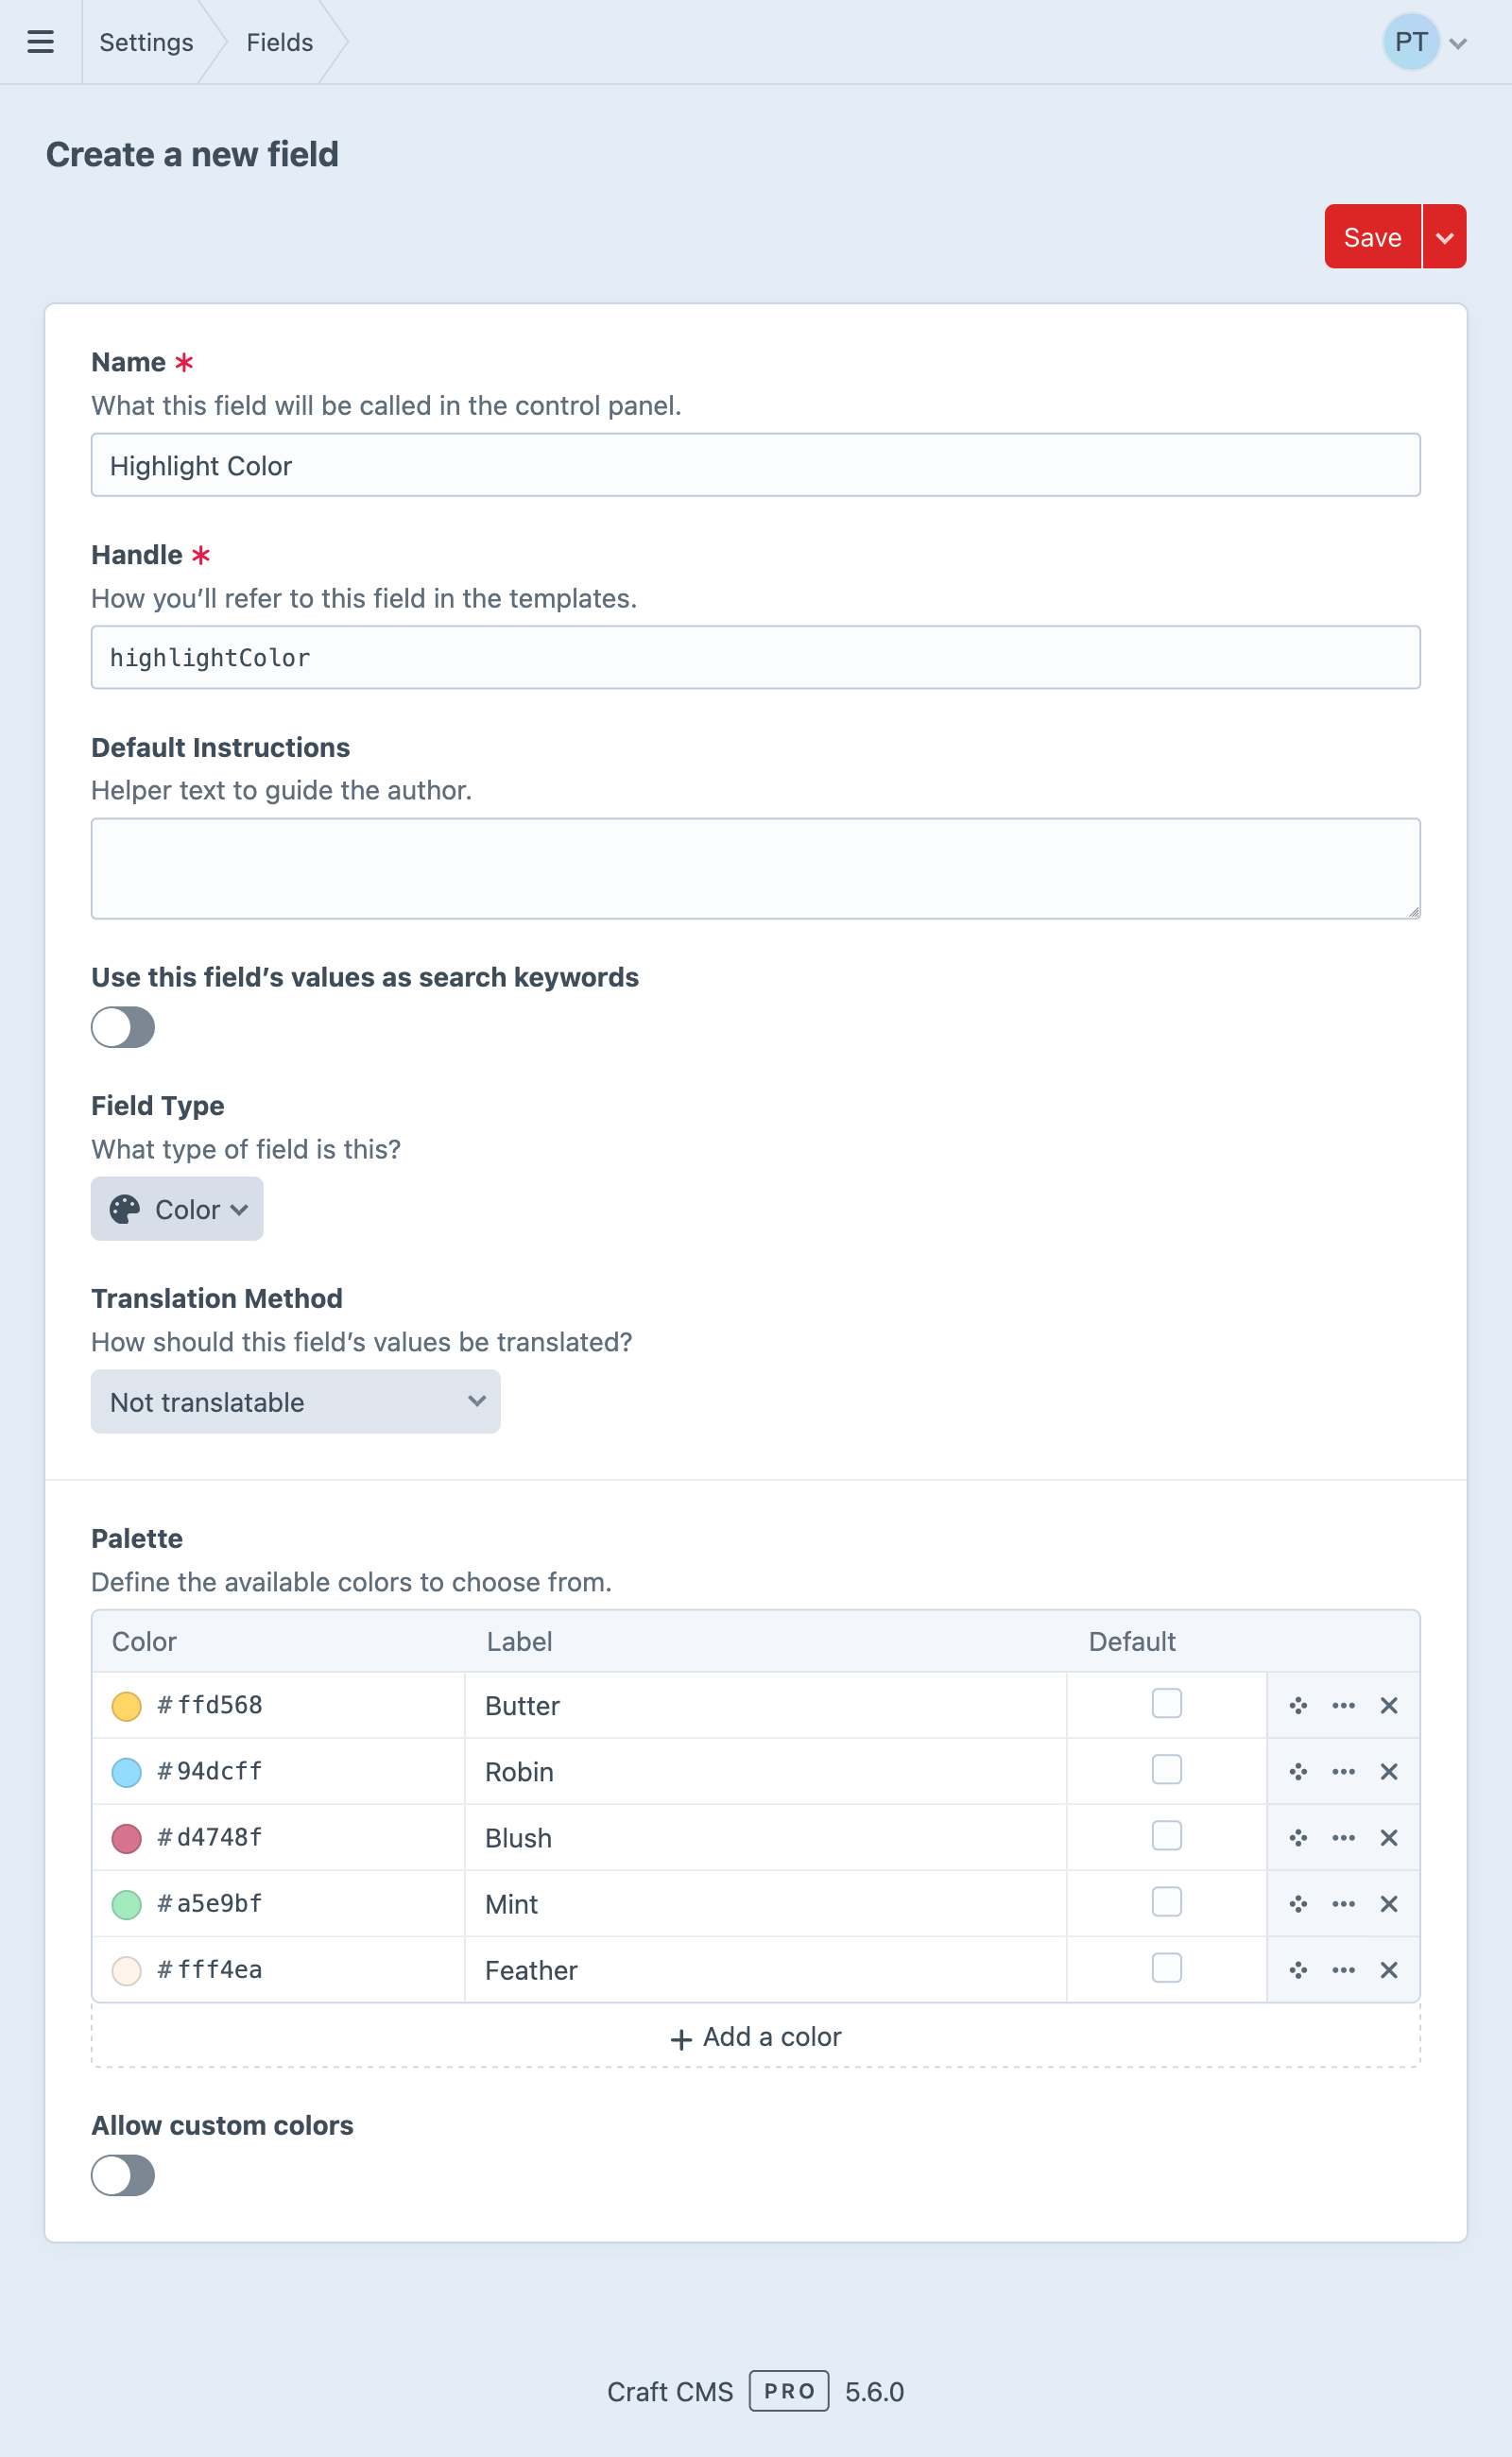 Settings Fields PT
Create a new field
Save
Name *
What this field will be called in the control panel.
Highlight Color
Handle *
How you’ll refer to this field in the templates.
highlightColor
Default Instructions
Helper text to guide the author.
Use this field’s values as search keywords
Field Type
What type of field is this?
Color
Translation Method
How should this field’s values be translated?
Not translatable
Palette
Define the available colors to choose from.
Color Label Default
#ffd568 Butter
#94dcff Robin
#d4748f Blush
#a5e9bf Mint
#fff4ea Feather
+ Add a color
Allow custom colors
Craft CMS PRO 5.6.0